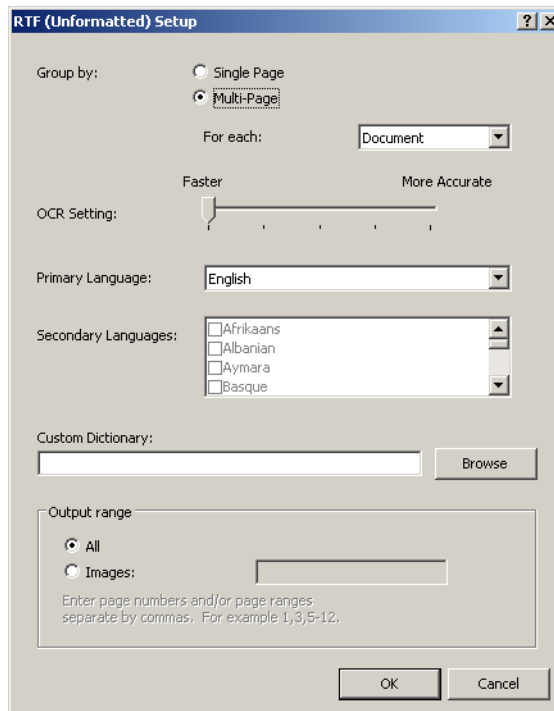 RTF (Unformatted) Setup
Group by:
Single Page
Multi-Page
For each:
Document
Faster
More Accurate
OCR Setting:
Primary Language:
English
Secondary Languages:
Afrikaans
Albanian
Aymara
Basque
Custom Dictionary:
Browse
Output range
All
Images:
Enter page numbers and/or page ranges
separate by commas. For example 1,3,5-12.
OK
Cancel